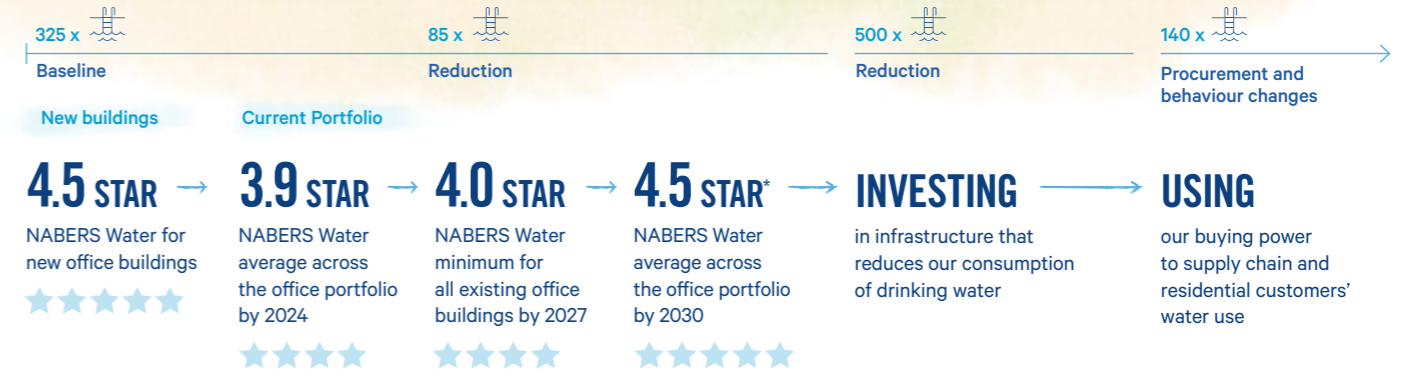 325 x
85 x
500 x
140 x
Baseline
Reduction
Reduction
Procurement and
behaviour changes
New buildings
Current Portfolio
4.5 STAR
NABERS Water for
new office buildings
3.9 STAR
NABERS Water
average across
the office portfolio
by 2024
4.0 STAR
NABERS Water
minimum for
all existing office
buildings by 2027
4.5 STAR*
NABERS Water
average across
the office portfolio
by 2030
INVESTING
in infrastructure that
reduces our consumption
of drinking water
USING
our buying power
to supply chain and
residential customers’
water use